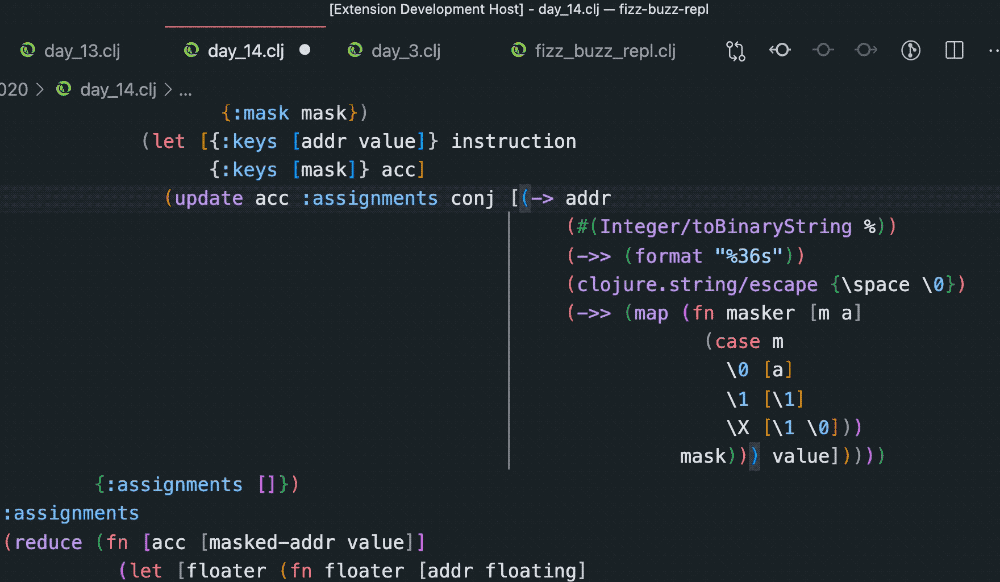 [Extension Development Host] - day_14.clj — fizz-buzz-repl
day_13.clj day_14.clj day_3.clj fizz_buzz_repl.clj
020 > day_14.clj > ...
{:mask mask})
(let [{:keys [addr value]} instruction
{:keys [mask]} acc]
(update acc :assignments conj [(-> addr
(#(Integer/toBinaryString %))
(->> (format "%36s"))
(clojure.string/escape {\space \0})
(->> (map (fn masker [m a]
(case m
\0 [a]
\1 [\1]
\X [\1 \0]))
mask))) value]))))
{:assignments []})
:assignments
(reduce (fn [acc [masked-addr value]]
(let [floater (fn floater [addr floating]